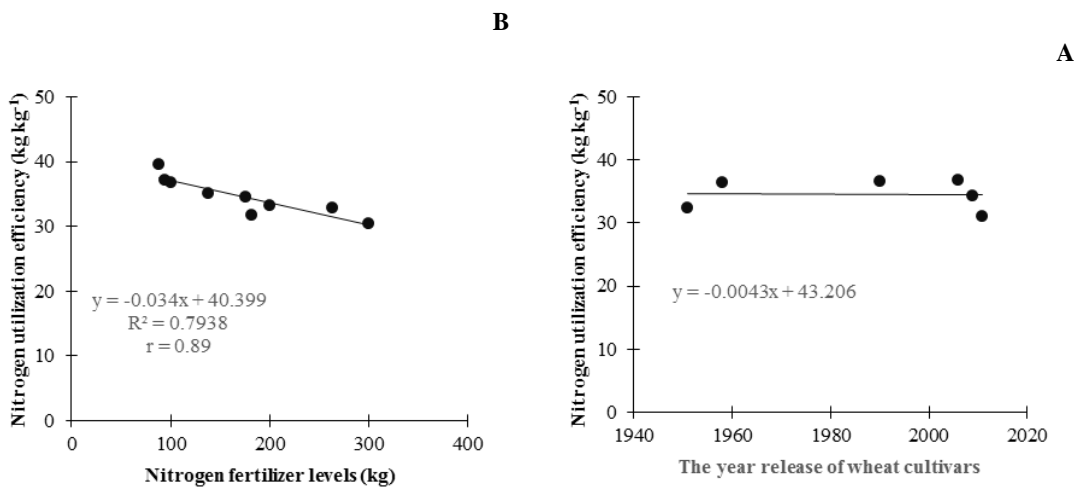 B
A
Nitrogen utilization efficiency (kg kg⁻¹)
50
40
30
20
10
0
y = -0.034x + 40.399
R² = 0.7938
r = 0.89
0 100 200 300 400
Nitrogen fertilizer levels (kg)
Nitrogen utilization efficiency (kg kg⁻¹)
50
40
30
20
10
0
y = -0.0043x + 43.206
1940 1960 1980 2000 2020
The year release of wheat cultivars